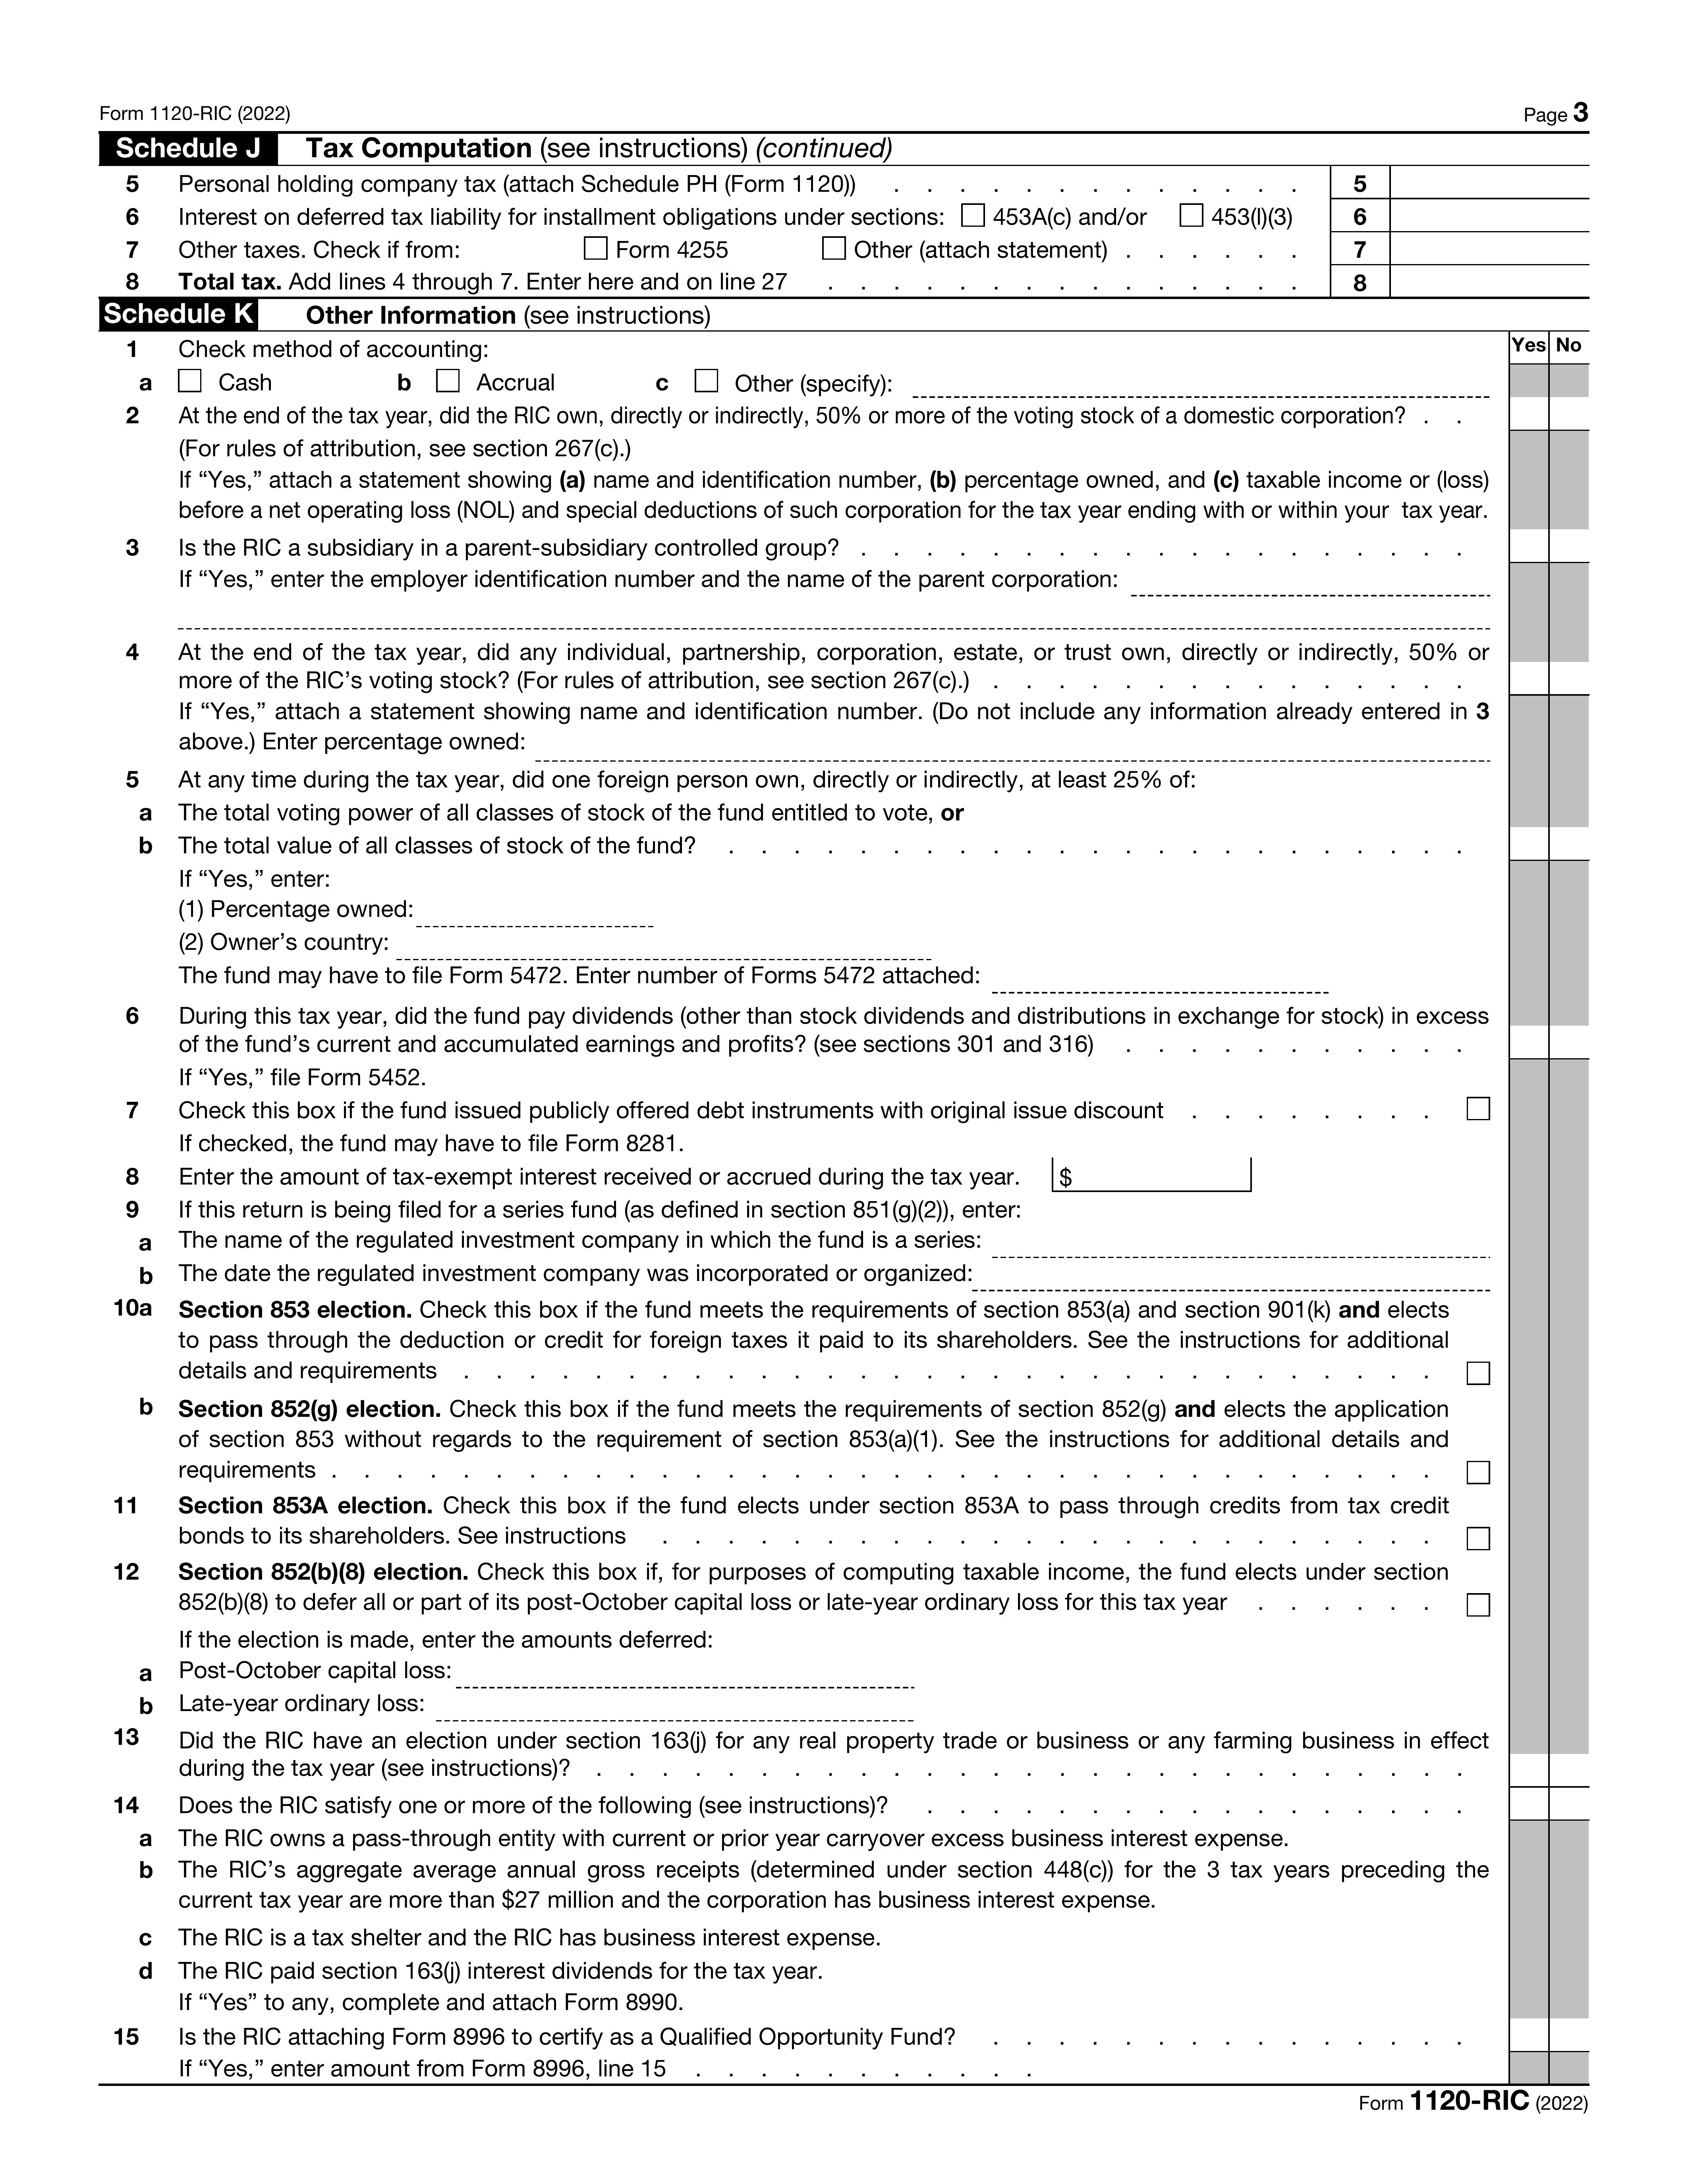 Form 1120-RIC (2022) Page 3
Schedule J Tax Computation (see instructions) (continued)
5 Personal holding company tax (attach Schedule PH (Form 1120)) . . . . . . . . . . . . . 5
6 Interest on deferred tax liability for installment obligations under sections: 453A(c) and/or 453(l)(3) 6
7 Other taxes. Check if from: Form 4255 Other (attach statement) . . . . . . 7
8 Total tax. Add lines 4 through 7. Enter here and on line 27 . . . . . . . . . . . . . . . 8
Schedule K Other Information (see instructions)
1 Check method of accounting: Yes No
a Cash b Accrual c Other (specify):
2 At the end of the tax year, did the RIC own, directly or indirectly, 50% or more of the voting stock of a domestic corporation? . .
(For rules of attribution, see section 267(c).)
If “Yes,” attach a statement showing (a) name and identification number, (b) percentage owned, and (c) taxable income or (loss)
before a net operating loss (NOL) and special deductions of such corporation for the tax year ending with or within your tax year.
3 Is the RIC a subsidiary in a parent-subsidiary controlled group? . . . . . . . . . . . . . . . . . . .
If “Yes,” enter the employer identification number and the name of the parent corporation:
4 At the end of the tax year, did any individual, partnership, corporation, estate, or trust own, directly or indirectly, 50% or
more of the RIC’s voting stock? (For rules of attribution, see section 267(c).) . . . . . . . . . . . . . . .
If “Yes,” attach a statement showing name and identification number. (Do not include any information already entered in 3
above.) Enter percentage owned:
5 At any time during the tax year, did one foreign person own, directly or indirectly, at least 25% of:
a The total voting power of all classes of stock of the fund entitled to vote, or
b The total value of all classes of stock of the fund? . . . . . . . . . . . . . . . . . . . . . . .
If “Yes,” enter:
(1) Percentage owned:
(2) Owner’s country:
The fund may have to file Form 5472. Enter number of Forms 5472 attached:
6 During this tax year, did the fund pay dividends (other than stock dividends and distributions in exchange for stock) in excess
of the fund’s current and accumulated earnings and profits? (see sections 301 and 316) . . . . . . . . . . .
If “Yes,” file Form 5452.
7 Check this box if the fund issued publicly offered debt instruments with original issue discount . . . . . . . .
If checked, the fund may have to file Form 8281.
8 Enter the amount of tax-exempt interest received or accrued during the tax year. $
9 If this return is being filed for a series fund (as defined in section 851(g)(2)), enter:
a The name of the regulated investment company in which the fund is a series:
b The date the regulated investment company was incorporated or organized:
10a Section 853 election. Check this box if the fund meets the requirements of section 853(a) and section 901(k) and elects
to pass through the deduction or credit for foreign taxes it paid to its shareholders. See the instructions for additional
details and requirements . . . . . . . . . . . . . . . . . . . . . . . . . . . . . .
b Section 852(g) election. Check this box if the fund meets the requirements of section 852(g) and elects the application
of section 853 without regards to the requirement of section 853(a)(1). See the instructions for additional details and
requirements . . . . . . . . . . . . . . . . . . . . . . . . . . . . . . . . . .
11 Section 853A election. Check this box if the fund elects under section 853A to pass through credits from tax credit
bonds to its shareholders. See instructions . . . . . . . . . . . . . . . . . . . . . . . .
12 Section 852(b)(8) election. Check this box if, for purposes of computing taxable income, the fund elects under section
852(b)(8) to defer all or part of its post-October capital loss or late-year ordinary loss for this tax year . . . . . .
If the election is made, enter the amounts deferred:
a Post-October capital loss:
b Late-year ordinary loss:
13 Did the RIC have an election under section 163(j) for any real property trade or business or any farming business in effect
during the tax year (see instructions)? . . . . . . . . . . . . . . . . . . . . . . . . . . .
14 Does the RIC satisfy one or more of the following (see instructions)? . . . . . . . . . . . . . . . . .
a The RIC owns a pass-through entity with current or prior year carryover excess business interest expense.
b The RIC’s aggregate average annual gross receipts (determined under section 448(c)) for the 3 tax years preceding the
current tax year are more than $27 million and the corporation has business interest expense.
c The RIC is a tax shelter and the RIC has business interest expense.
d The RIC paid section 163(j) interest dividends for the tax year.
If “Yes” to any, complete and attach Form 8990.
15 Is the RIC attaching Form 8996 to certify as a Qualified Opportunity Fund? . . . . . . . . . . . . . . .
If “Yes,” enter amount from Form 8996, line 15 . . . . . . . . . . .
Form 1120-RIC (2022)